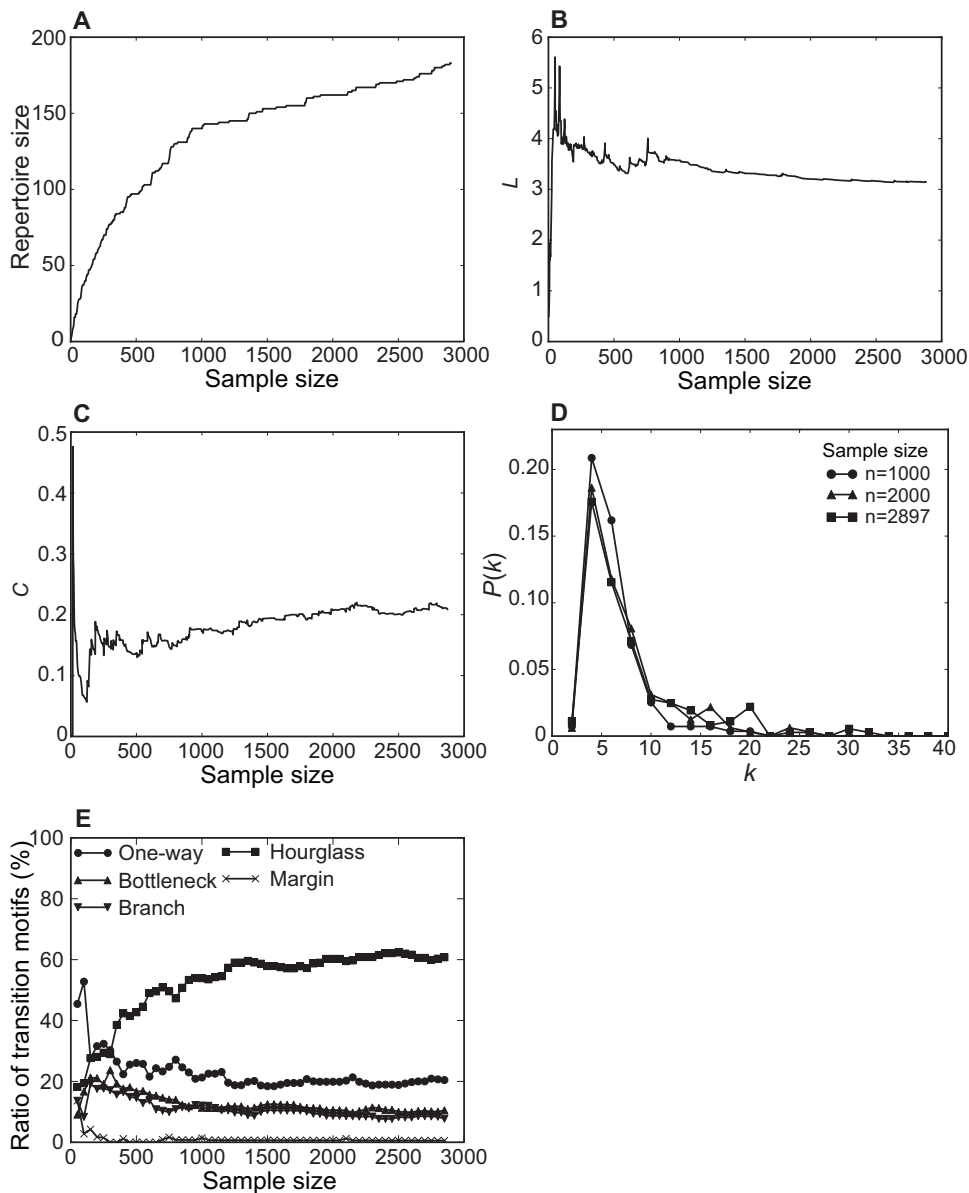 A
200
150
100
50
0
Repertoire size
0 500 1000 1500 2000 2500 3000
Sample size
B
6
5
4
3
2
1
0
L
0 500 1000 1500 2000 2500 3000
Sample size
C
0.5
0.4
0.3
0.2
0.1
0
C
0 500 1000 1500 2000 2500 3000
Sample size
D
0.20
0.15
0.10
0.05
0
P(k)
Sample size
n=1000
n=2000
n=2897
0 5 10 15 20 25 30 35 40
k
E
100
80
60
40
20
0
Ratio of transition motifs (%)
One-way
Bottleneck
Branch
Hourglass
Margin
0 500 1000 1500 2000 2500 3000
Sample size